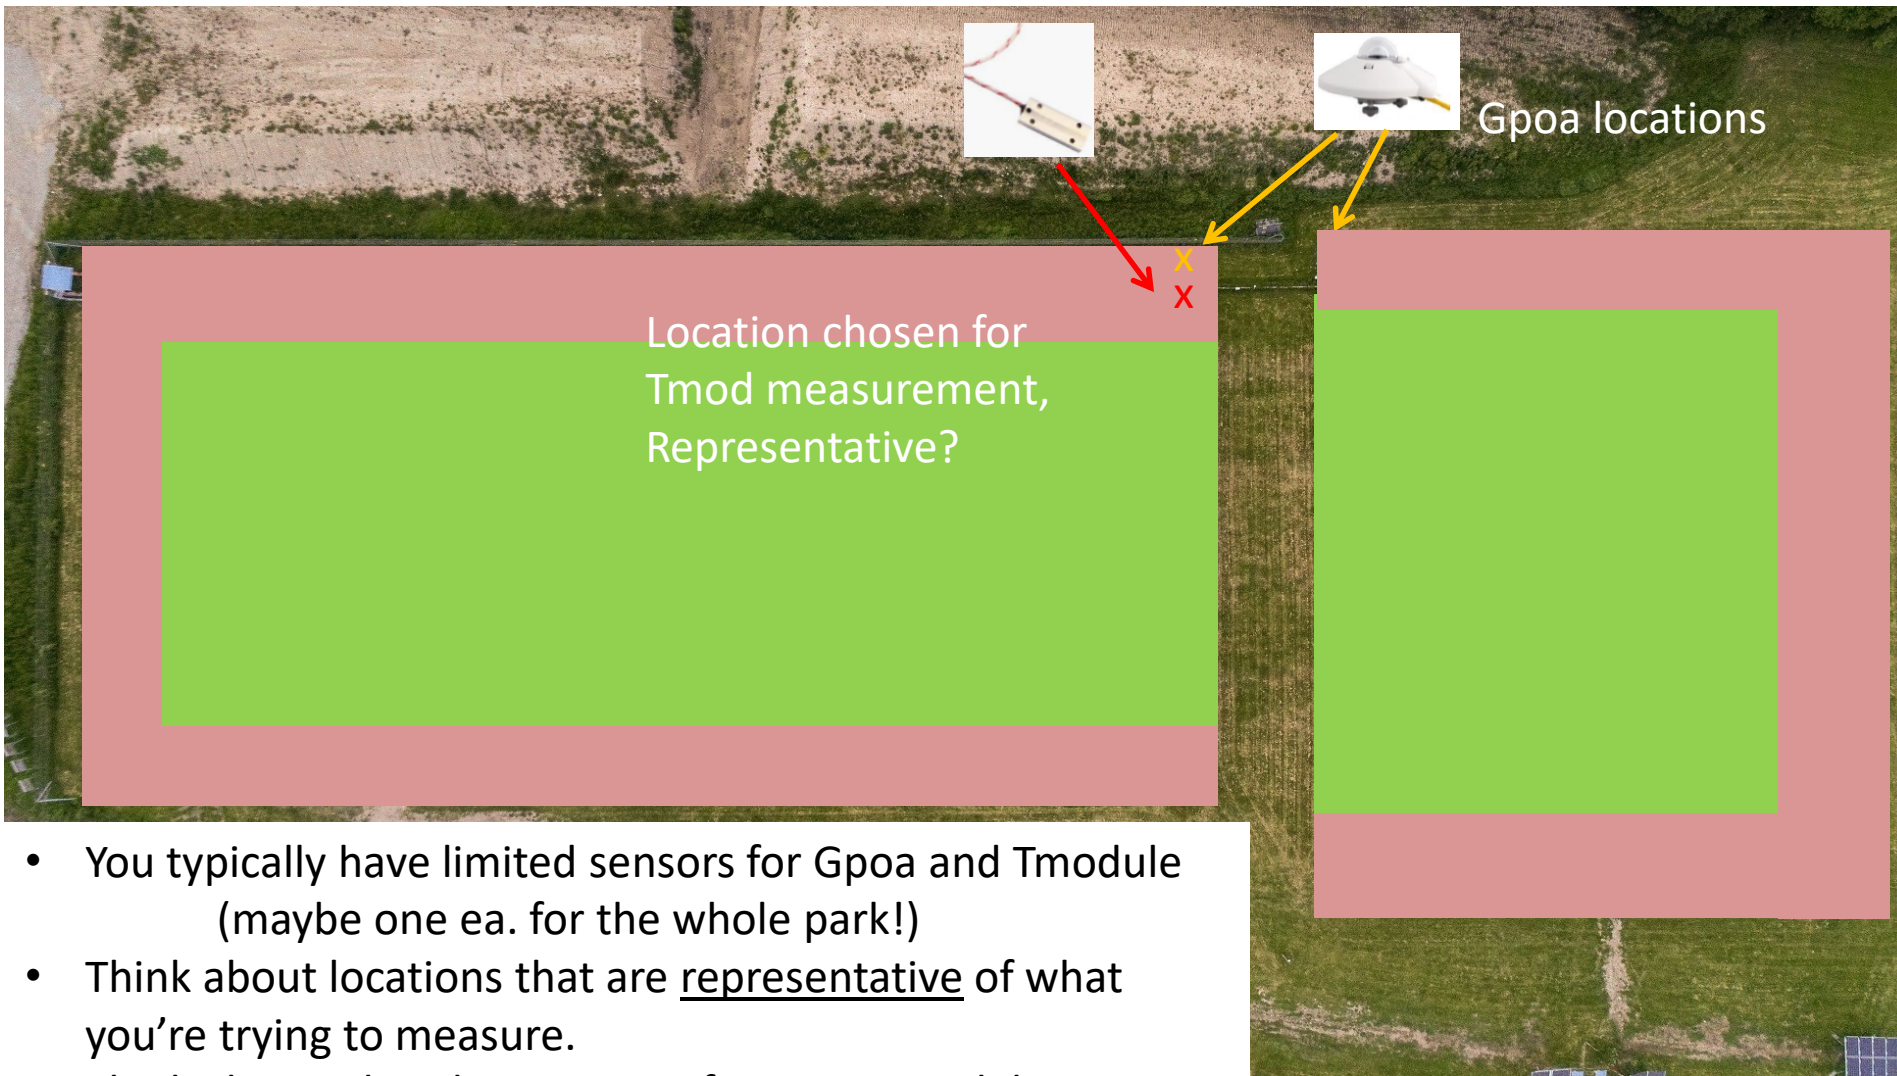 Gpoa locations
x
x
Location chosen for
Tmod measurement,
Representative?
• You typically have limited sensors for Gpoa and Tmodule
(maybe one ea. for the whole park!)
• Think about locations that are representative of what
you’re trying to measure.